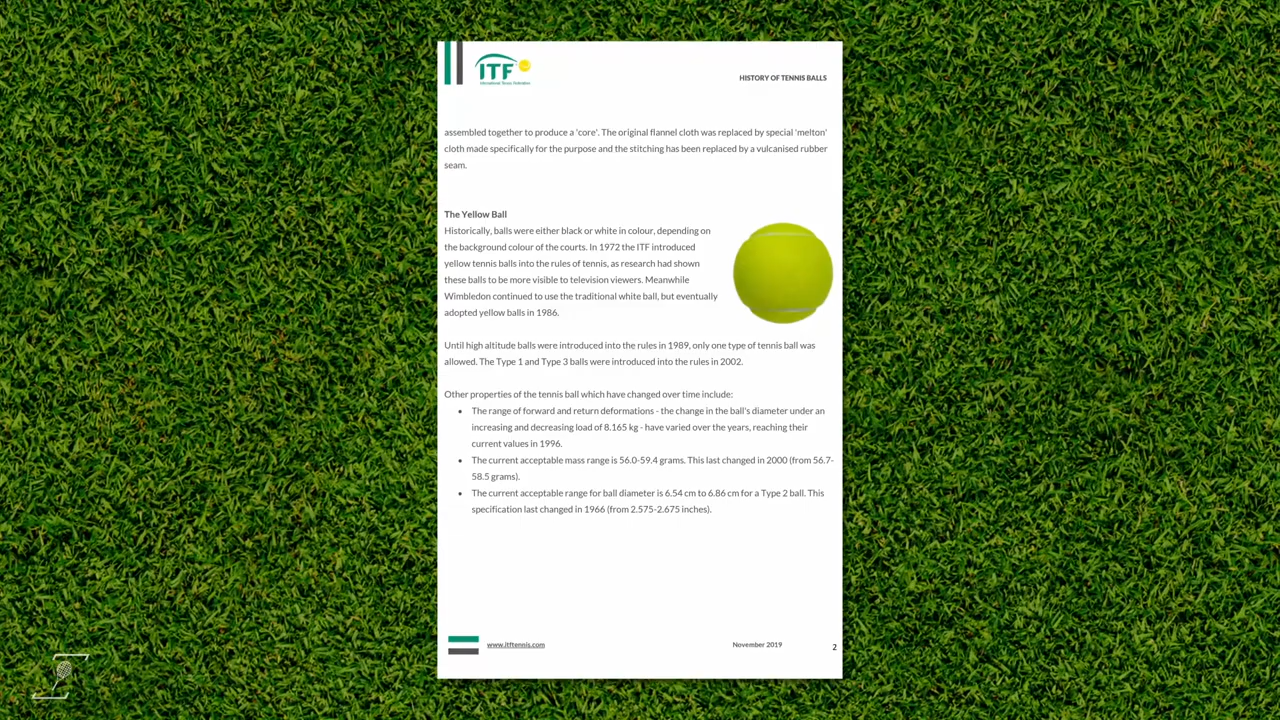 ITF
International Tennis Federation
HISTORY OF TENNIS BALLS
assembled together to produce a 'core'. The original flannel cloth was replaced by special 'melton'
cloth made specifically for the purpose and the stitching has been replaced by a vulcanised rubber
seam.
The Yellow Ball
Historically, balls were either black or white in colour, depending on
the background colour of the courts. In 1972 the ITF introduced
yellow tennis balls into the rules of tennis, as research had shown
these balls to be more visible to television viewers. Meanwhile
Wimbledon continued to use the traditional white ball, but eventually
adopted yellow balls in 1986.
Until high altitude balls were introduced into the rules in 1989, only one type of tennis ball was
allowed. The Type 1 and Type 3 balls were introduced into the rules in 2002.
Other properties of the tennis ball which have changed over time include:
• The range of forward and return deformations - the change in the ball's diameter under an
increasing and decreasing load of 8.165 kg - have varied over the years, reaching their
current values in 1996.
• The current acceptable mass range is 56.0-59.4 grams. This last changed in 2000 (from 56.7-
58.5 grams).
• The current acceptable range for ball diameter is 6.54 cm to 6.86 cm for a Type 2 ball. This
specification last changed in 1966 (from 2.575-2.675 inches).
www.itftennis.com
November 2019
2